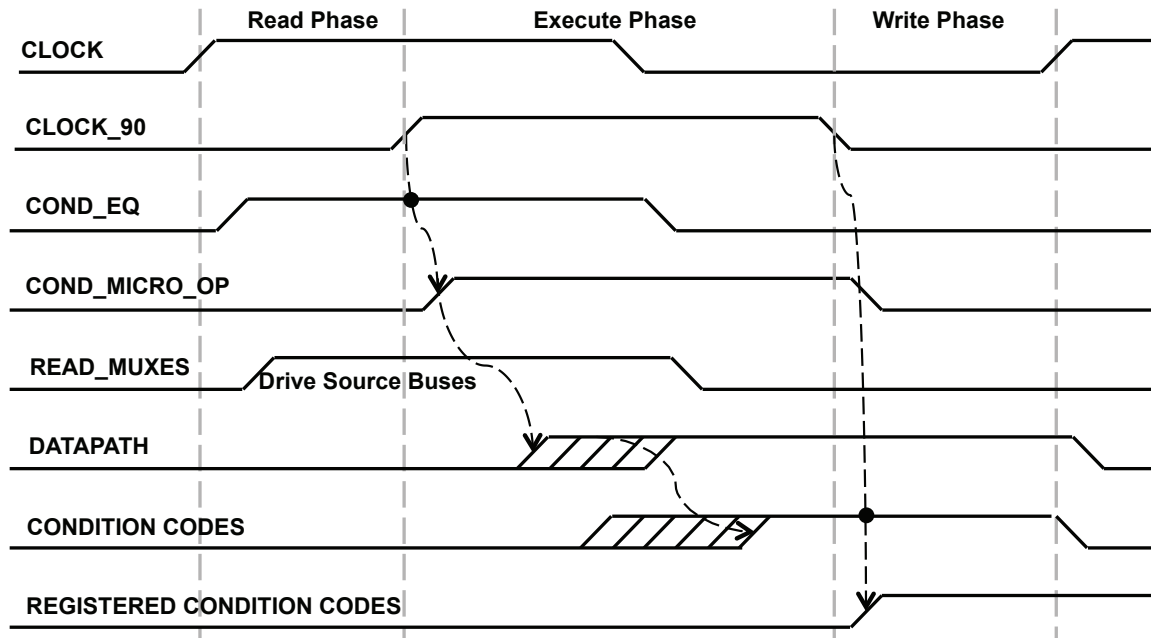 Read Phase Execute Phase Write Phase
CLOCK
CLOCK_90
COND_EQ
COND_MICRO_OP
READ_MUXES
Drive Source Buses
DATAPATH
CONDITION CODES
REGISTERED CONDITION CODES